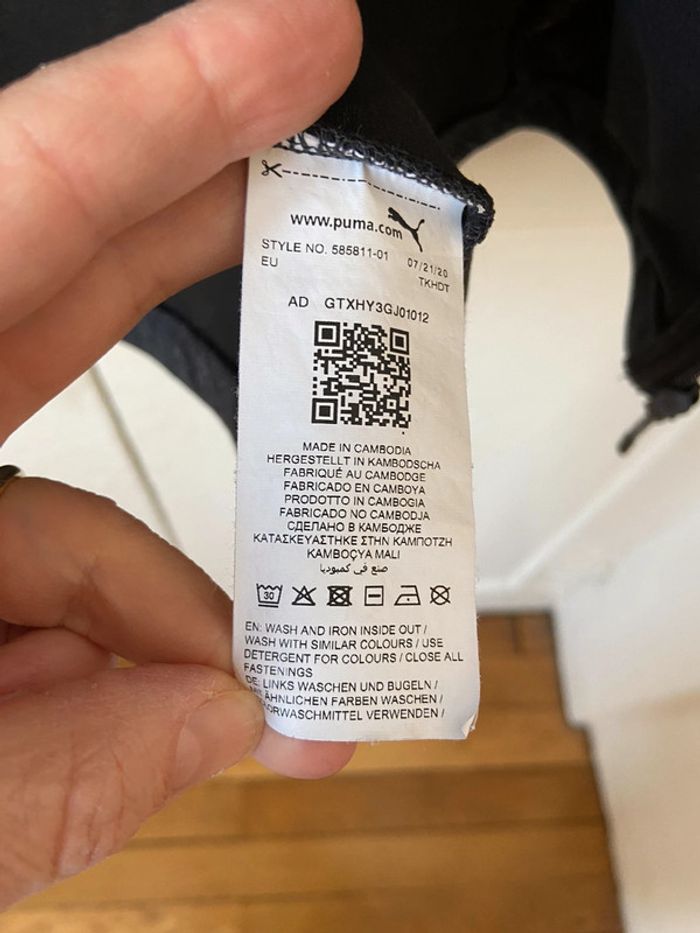 www.puma.com
STYLE NO. 585811-01 07/21/20
EU TKHDT
AD GTXHY3GJ01012
MADE IN CAMBODIA
HERGESTELLT IN KAMBODSCHA
FABRIQUÉ AU CAMBODGE
FABRICADO EN CAMBOYA
PRODOTTO IN CAMBOGIA
FABRICADO NO CAMBODJA
СДЕЛАНО В КАМБОДЖЕ
ΚΑΤΑΣΚΕΥΑΣΤΗΚΕ ΣΤΗΝ ΚΑΜΠΟΤΖΗ
KAMBOÇYA MALI
صنع في كمبوديا
30
EN: WASH AND IRON INSIDE OUT /
WASH WITH SIMILAR COLOURS / USE
DETERGENT FOR COLOURS / CLOSE ALL
FASTENINGS
DE: LINKS WASCHEN UND BUGELN /
ÄHNLICHEN FARBEN WASCHEN /
VERWENDEN /